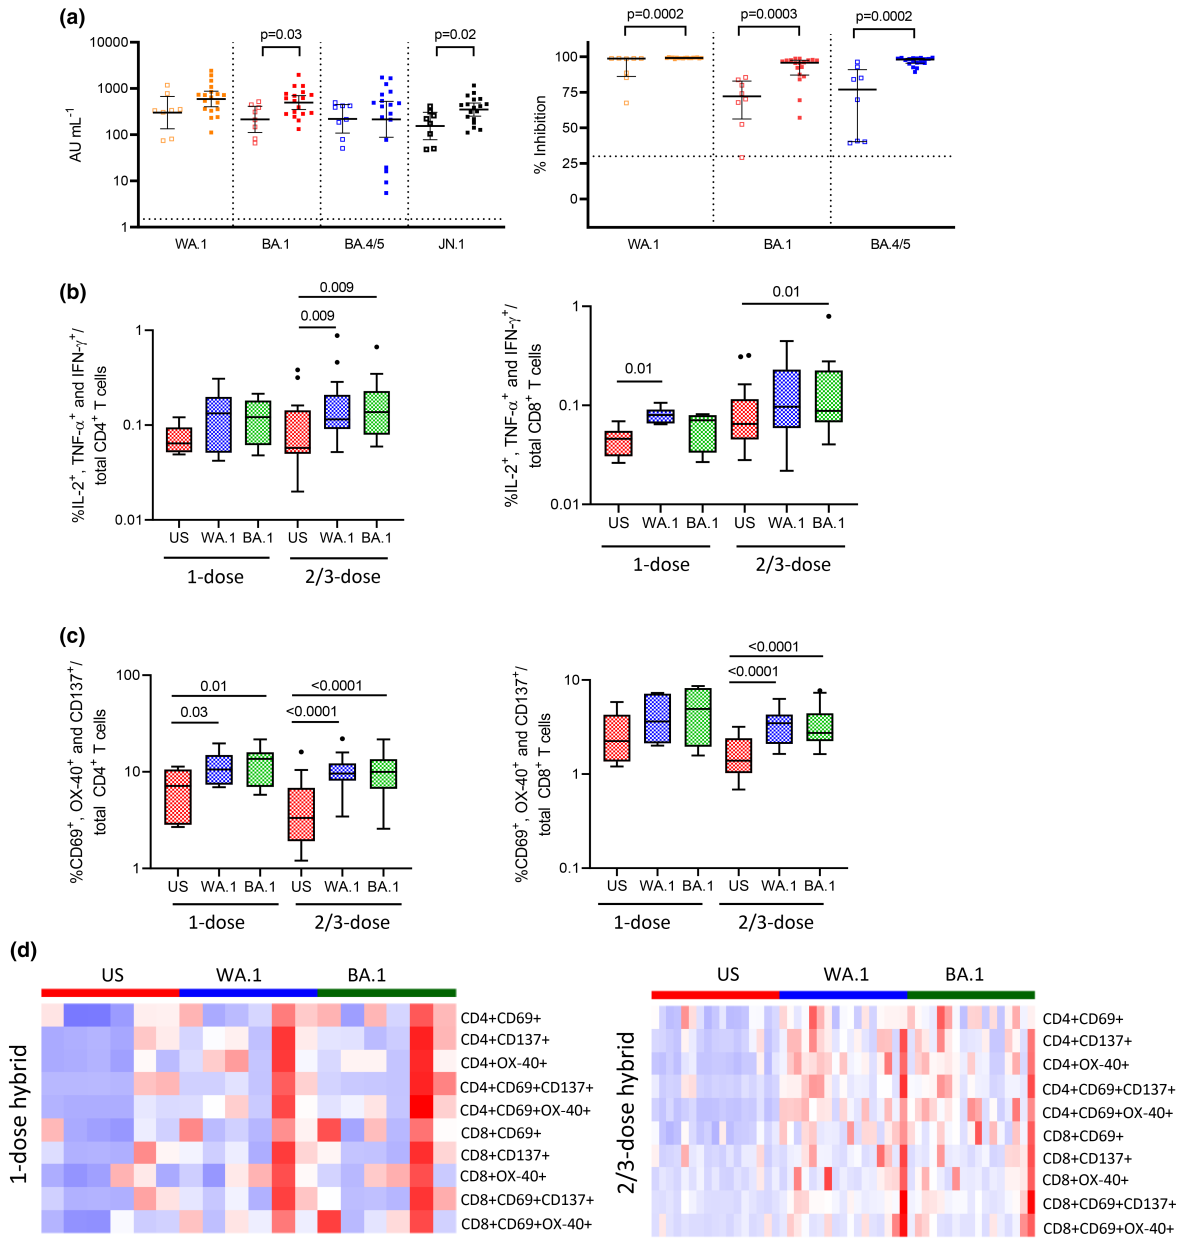 (a)
p=0.03
p=0.02
10000
1000
100
10
1
AU mL⁻¹
WA.1
BA.1
BA.4/5
JN.1
p=0.0002
p=0.0003
p=0.0002
100
75
50
25
0
% Inhibition
WA.1
BA.1
BA.4/5
(b)
%IL-2⁺, TNF-α⁺ and IFN-γ⁺/
total CD4⁺ T cells
1
0.1
0.01
0.009
0.009
US
WA.1
BA.1
US
WA.1
BA.1
1-dose
2/3-dose
%IL-2⁺, TNF-α⁺ and IFN-γ⁺/
total CD8⁺ T cells
1
0.1
0.01
0.01
0.01
US
WA.1
BA.1
US
WA.1
BA.1
1-dose
2/3-dose
(c)
%CD69⁺, OX-40⁺ and CD137⁺/
total CD4⁺ T cells
100
10
1
0.01
0.03
<0.0001
<0.0001
US
WA.1
BA.1
US
WA.1
BA.1
1-dose
2/3-dose
%CD69⁺, OX-40⁺ and CD137⁺/
total CD8⁺ T cells
10
1
0.1
<0.0001
<0.0001
US
WA.1
BA.1
US
WA.1
BA.1
1-dose
2/3-dose
(d)
US
WA.1
BA.1
1-dose hybrid
CD4+CD69+
CD4+CD137+
CD4+OX-40+
CD4+CD69+CD137+
CD4+CD69+OX-40+
CD8+CD69+
CD8+CD137+
CD8+OX-40+
CD8+CD69+CD137+
CD8+CD69+OX-40+
US
WA.1
BA.1
2/3-dose hybrid
CD4+CD69+
CD4+CD137+
CD4+OX-40+
CD4+CD69+CD137+
CD4+CD69+OX-40+
CD8+CD69+
CD8+CD137+
CD8+OX-40+
CD8+CD69+CD137+
CD8+CD69+OX-40+